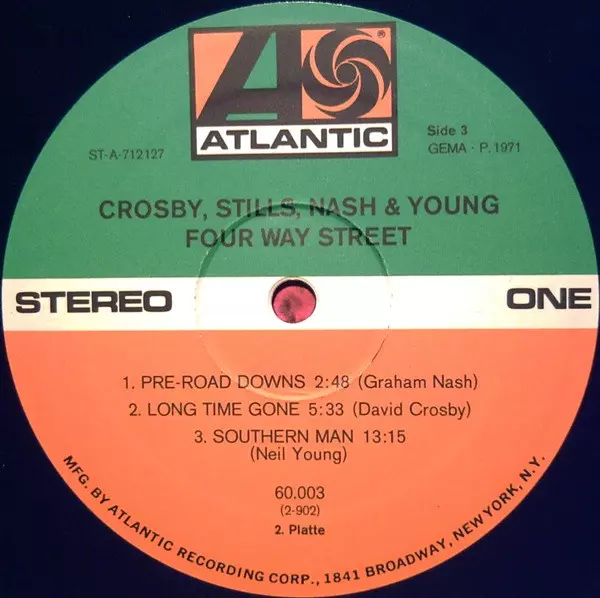 ATLANTIC
®
ST-A-712127
Side 3
GEMA · P. 1971
CROSBY, STILLS, NASH & YOUNG
FOUR WAY STREET
STEREO
ONE
1. PRE-ROAD DOWNS 2:48 (Graham Nash)
2. LONG TIME GONE 5:33 (David Crosby)
3. SOUTHERN MAN 13:15
(Neil Young)
60.003
(2-902)
2. Platte
MFG. BY ATLANTIC RECORDING CORP., 1841 BROADWAY, NEW YORK, N.Y.